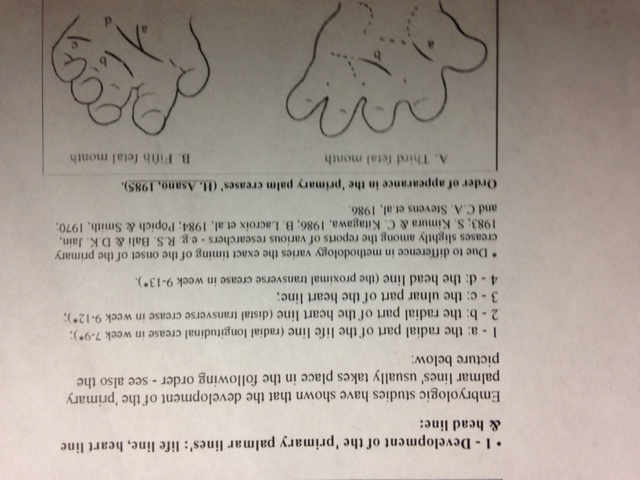 • 1 - Development of the 'primary palmar lines': life line, heart line
& head line:
Embryologic studies have shown that the development of the 'primary
palmar lines' usually takes place in the following order - see also the
picture below:
1 - a: the radial part of the life line (radial longitudinal crease in week 7-9*);
2 - b: the radial part of the heart line (distal transverse crease in week 9-12*);
3 - c: the ulnar part of the heart line;
4 - d: the head line (the proximal transverse crease in week 9-13*).
* Due to difference in methodology varies the exact timing of the onset of the primary
creases slightly among the reports of various researchers - e.g. R.S. Bali & D.K. Jain,
1983; S. Kimura & C. Kitagawa, 1986; B. Lacroix et al, 1984; Popich & Smith, 1970;
and C.A. Stevens et al, 1986.
Order of appearance in the 'primary palm creases' (H. Asano, 1985).
A. Third fetal month
B. Fifth fetal month
a
b
a
b
c
d